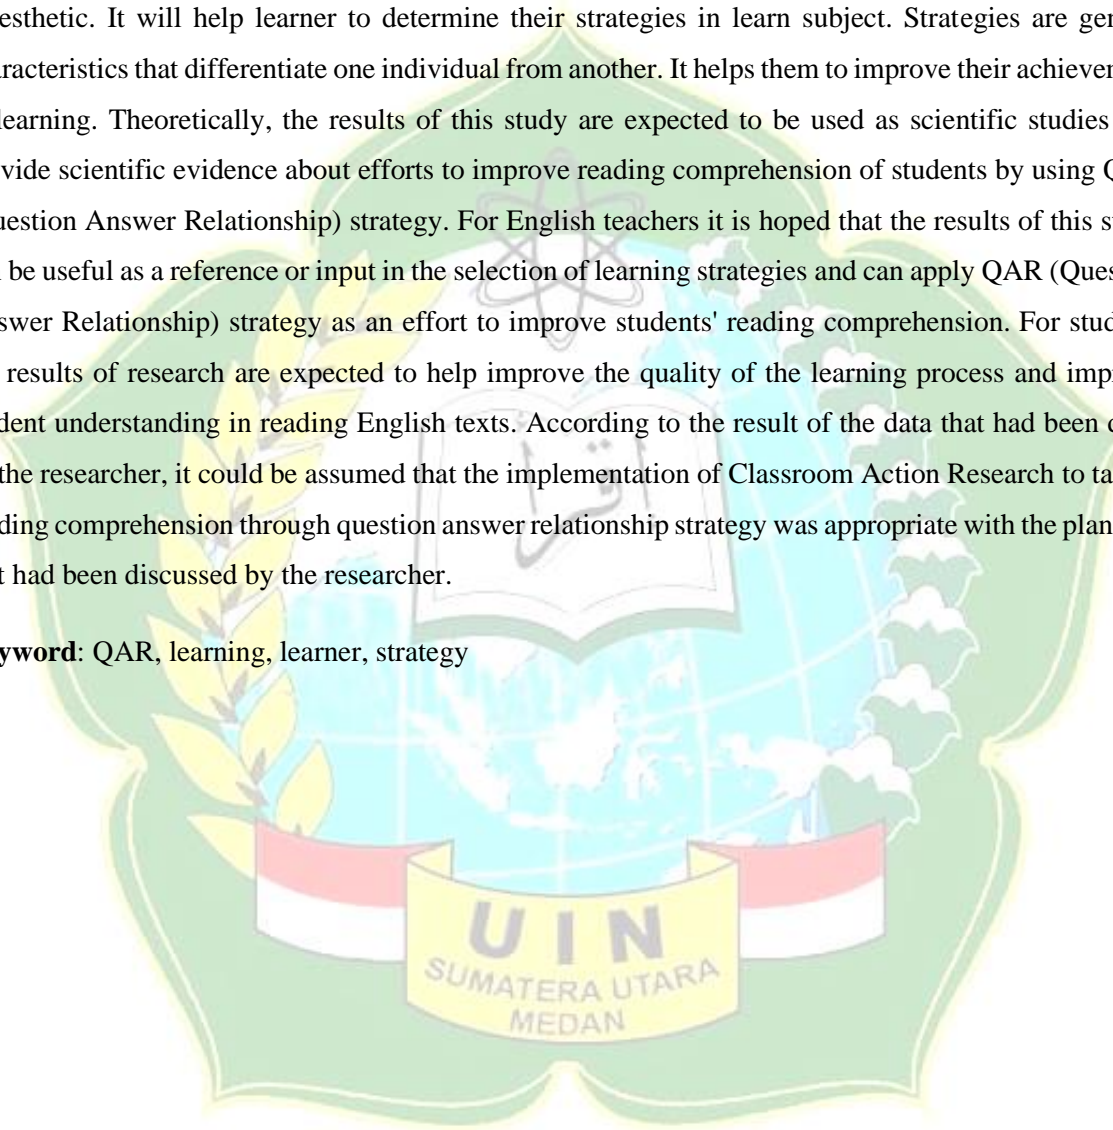 esthetic. It will help learner to determine their strategies in learn subject. Strategies are gen
aracteristics that differentiate one individual from another. It helps them to improve their achiever
learning. Theoretically, the results of this study are expected to be used as scientific studies
vide scientific evidence about efforts to improve reading comprehension of students by using Q
uestion Answer Relationship) strategy. For English teachers it is hoped that the results of this st
n be useful as a reference or input in the selection of learning strategies and can apply QAR (Ques
swer Relationship) strategy as an effort to improve students' reading comprehension. For stud
results of research are expected to help improve the quality of the learning process and impr
dent understanding in reading English texts. According to the result of the data that had been c
the researcher, it could be assumed that the implementation of Classroom Action Research to ta
ding comprehension through question answer relationship strategy was appropriate with the plan
t had been discussed by the researcher.
yword: QAR, learning, learner, strategy
اقرأ
UIN
SUMATERA UTARA
MEDAN